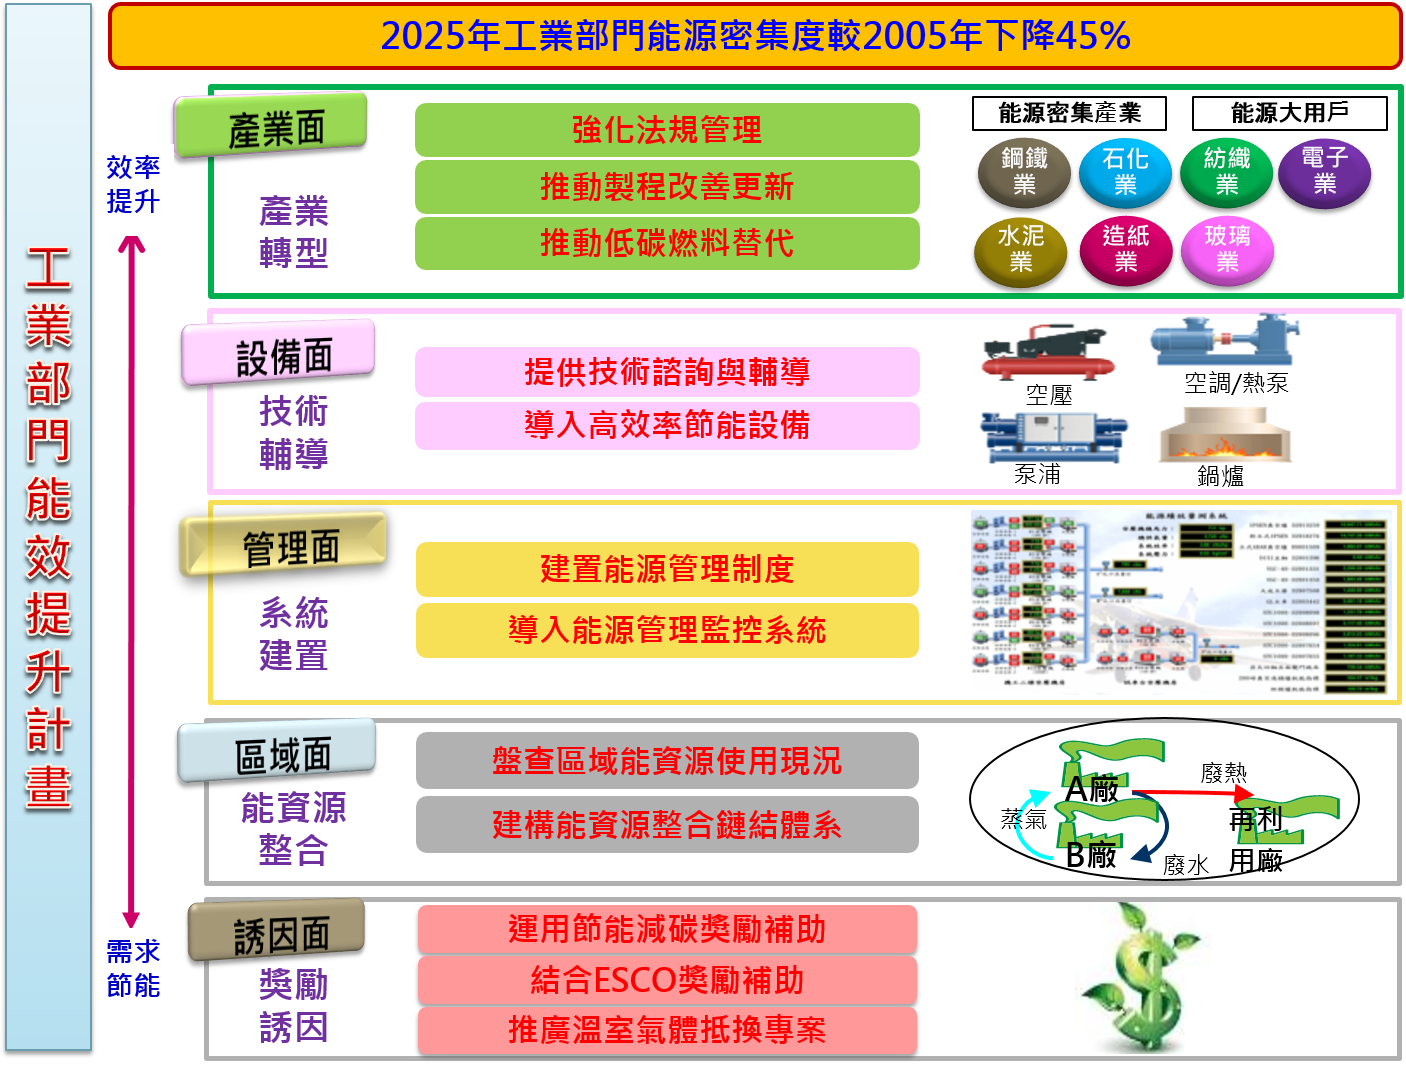 2025年工業部門能源密集度較2005年下降45%
工業部門能效提升計畫
效率
提升
需求
節能
產業面
產業
轉型
強化法規管理
推動製程改善更新
推動低碳燃料替代
能源密集產業
能源大用戶
鋼鐵
業
石化
業
紡織
業
電子
業
水泥
業
造紙
業
玻璃
業
設備面
技術
輔導
提供技術諮詢與輔導
導入高效率節能設備
空壓
空調/熱泵
泵浦
鍋爐
管理面
系統
建置
建置能源管理制度
導入能源管理監控系統
能源績效量測系統
區域面
能資源
整合
盤查區域能資源使用現況
建構能資源整合鏈結體系
A廠
廢熱
蒸氣
再利
用廠
B廠
廢水
誘因面
獎勵
誘因
運用節能減碳獎勵補助
結合ESCO獎勵補助
推廣溫室氣體抵換專案